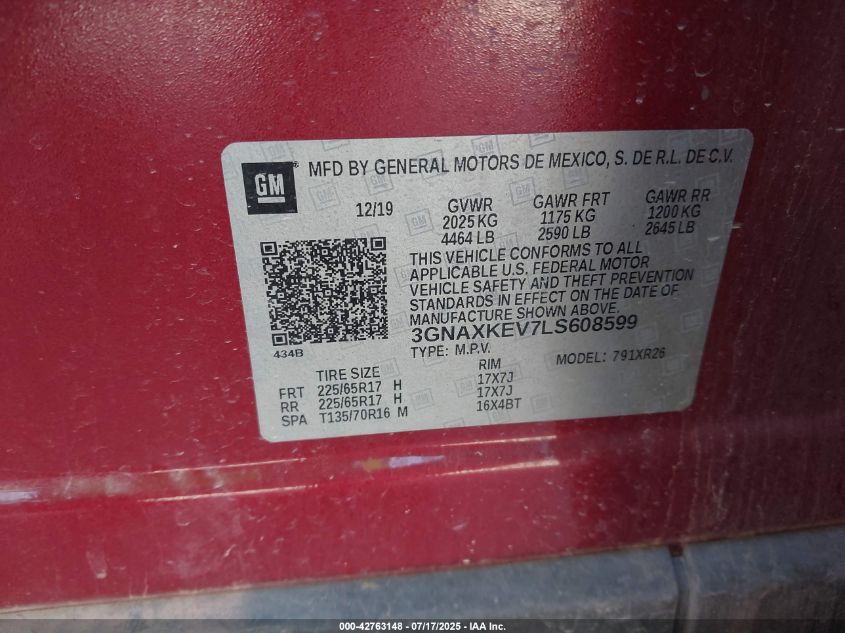 GM
MFD BY GENERAL MOTORS DE MEXICO, S. DE R.L. DE C.V.
12/19 GVWR GAWR FRT GAWR RR
2025 KG 1175 KG 1200 KG
4464 LB 2590 LB 2645 LB
THIS VEHICLE CONFORMS TO ALL
APPLICABLE U.S. FEDERAL MOTOR
VEHICLE SAFETY AND THEFT PREVENTION
STANDARDS IN EFFECT ON THE DATE OF
MANUFACTURE SHOWN ABOVE.
3GNAXKEV7LS608599
434B
TYPE: M.P.V. MODEL: 791XR26
TIRE SIZE RIM
FRT 225/65R17 H 17X7J
RR 225/65R17 H 17X7J
SPA T135/70R16 M 16X4BT
000-42763148 - 07/17/2025 - IAA Inc.